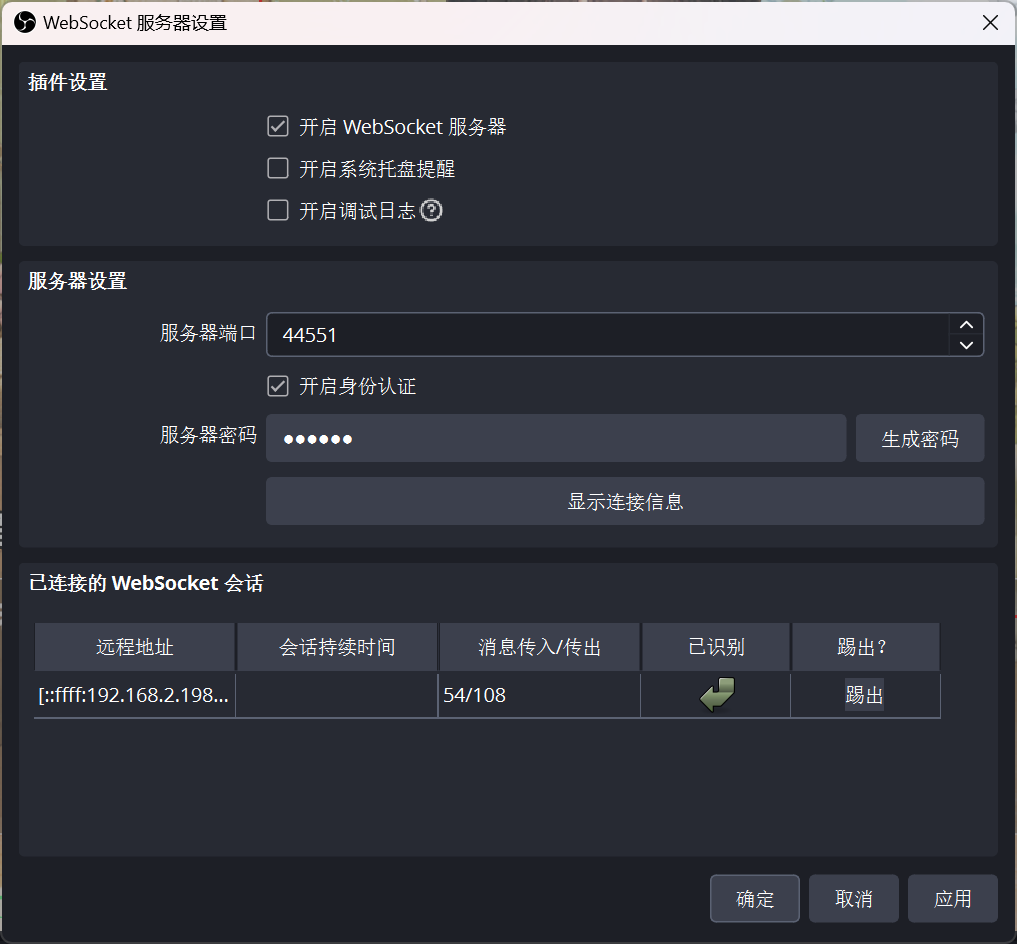 WebSocket 服务器设置
插件设置
开启 WebSocket 服务器
开启系统托盘提醒
开启调试日志
服务器设置
服务器端口 44551
开启身份认证
服务器密码 ●●●●●● 生成密码
显示连接信息
已连接的 WebSocket 会话
远程地址 会话持续时间 消息传入/传出 已识别 踢出？
[::ffff:192.168.2.198... 54/108 踢出
确定 取消 应用